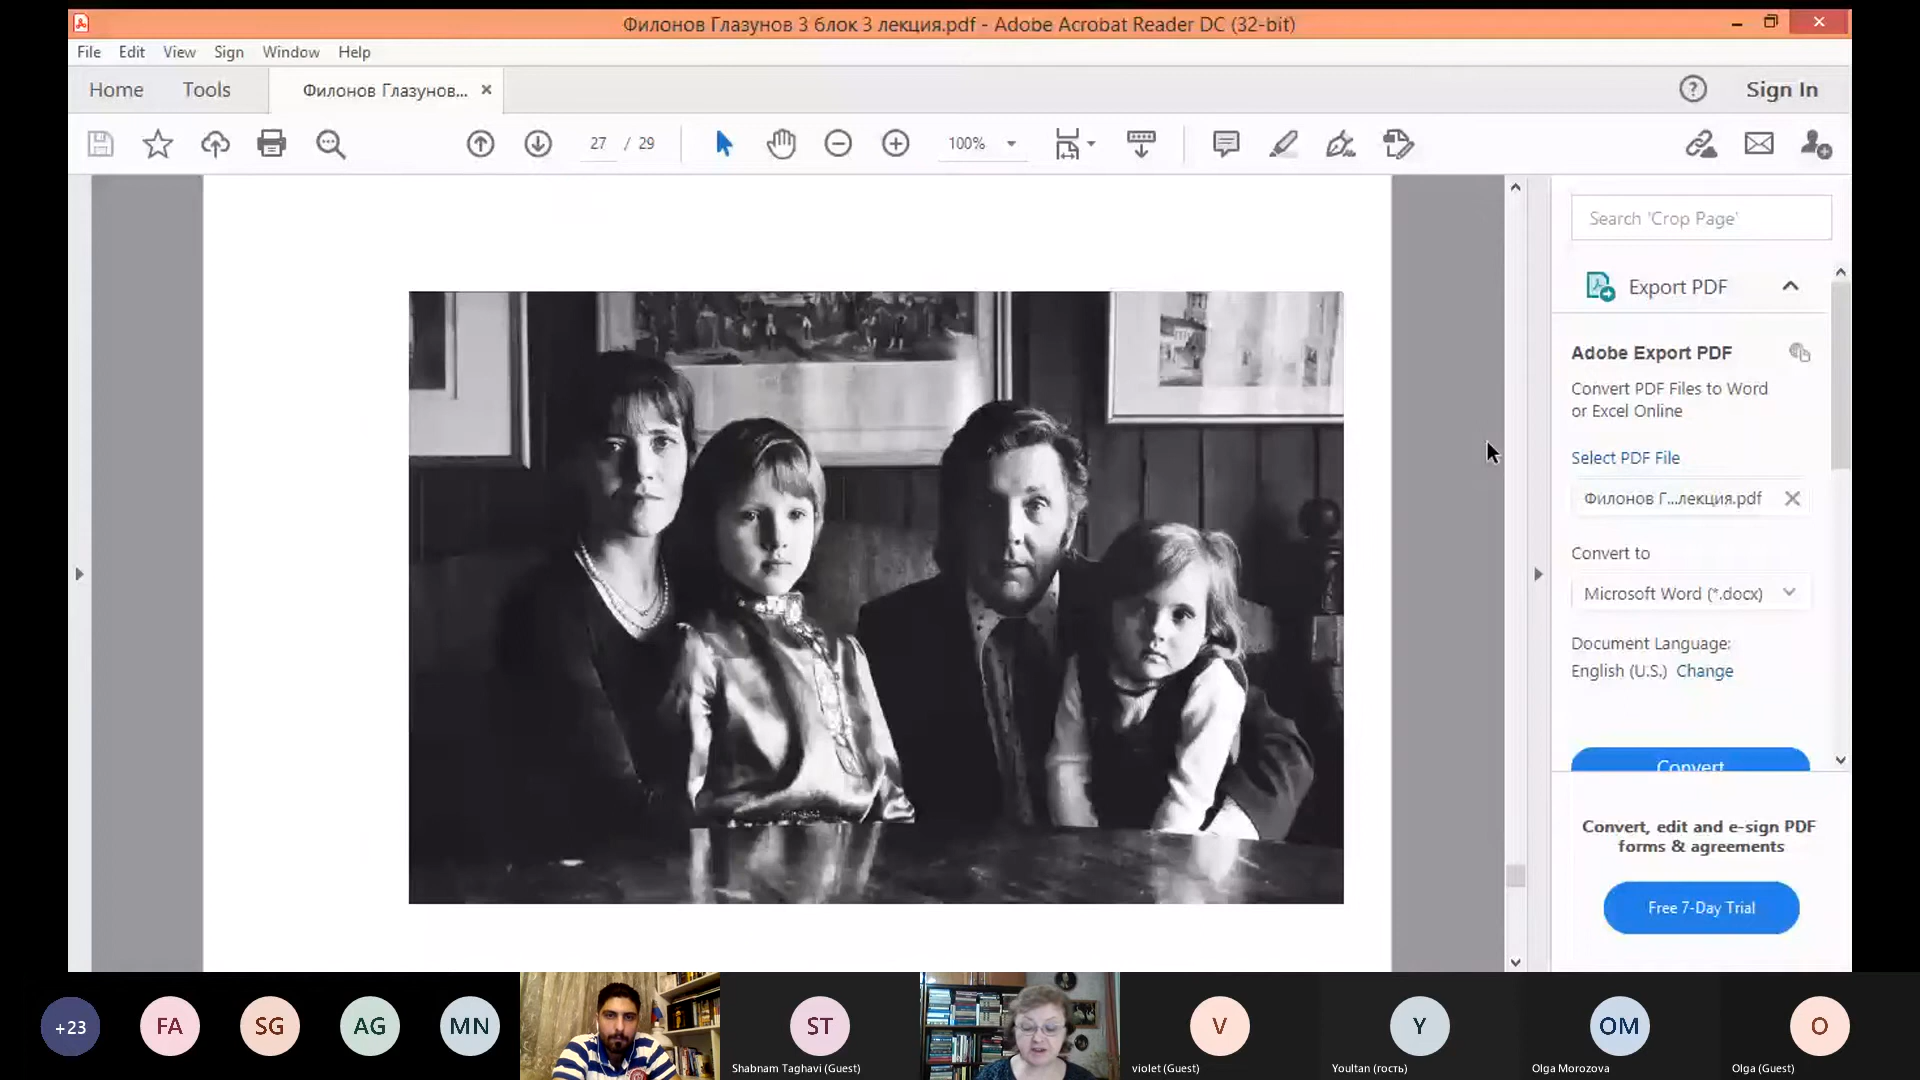 Филонов Глазунов 3 блок 3 лекция.pdf - Adobe Acrobat Reader DC (32-bit)
File Edit View Sign Window Help
Home Tools Филонов Глазунов... Sign In
27 / 29 100%
Search 'Crop Page'
Export PDF
Adobe Export PDF
Convert PDF Files to Word
or Excel Online
Select PDF File
Филонов Г...лекция.pdf
Convert to
Microsoft Word (*.docx)
Document Language:
English (U.S.) Change
Convert
Convert, edit and e-sign PDF
forms & agreements
Free 7-Day Trial
+23 FA SG AG MN ST V Y OM O
Shabnam Taghavi (Guest) violet (Guest) Youltan (гость) Olga Morozova Olga (Guest)